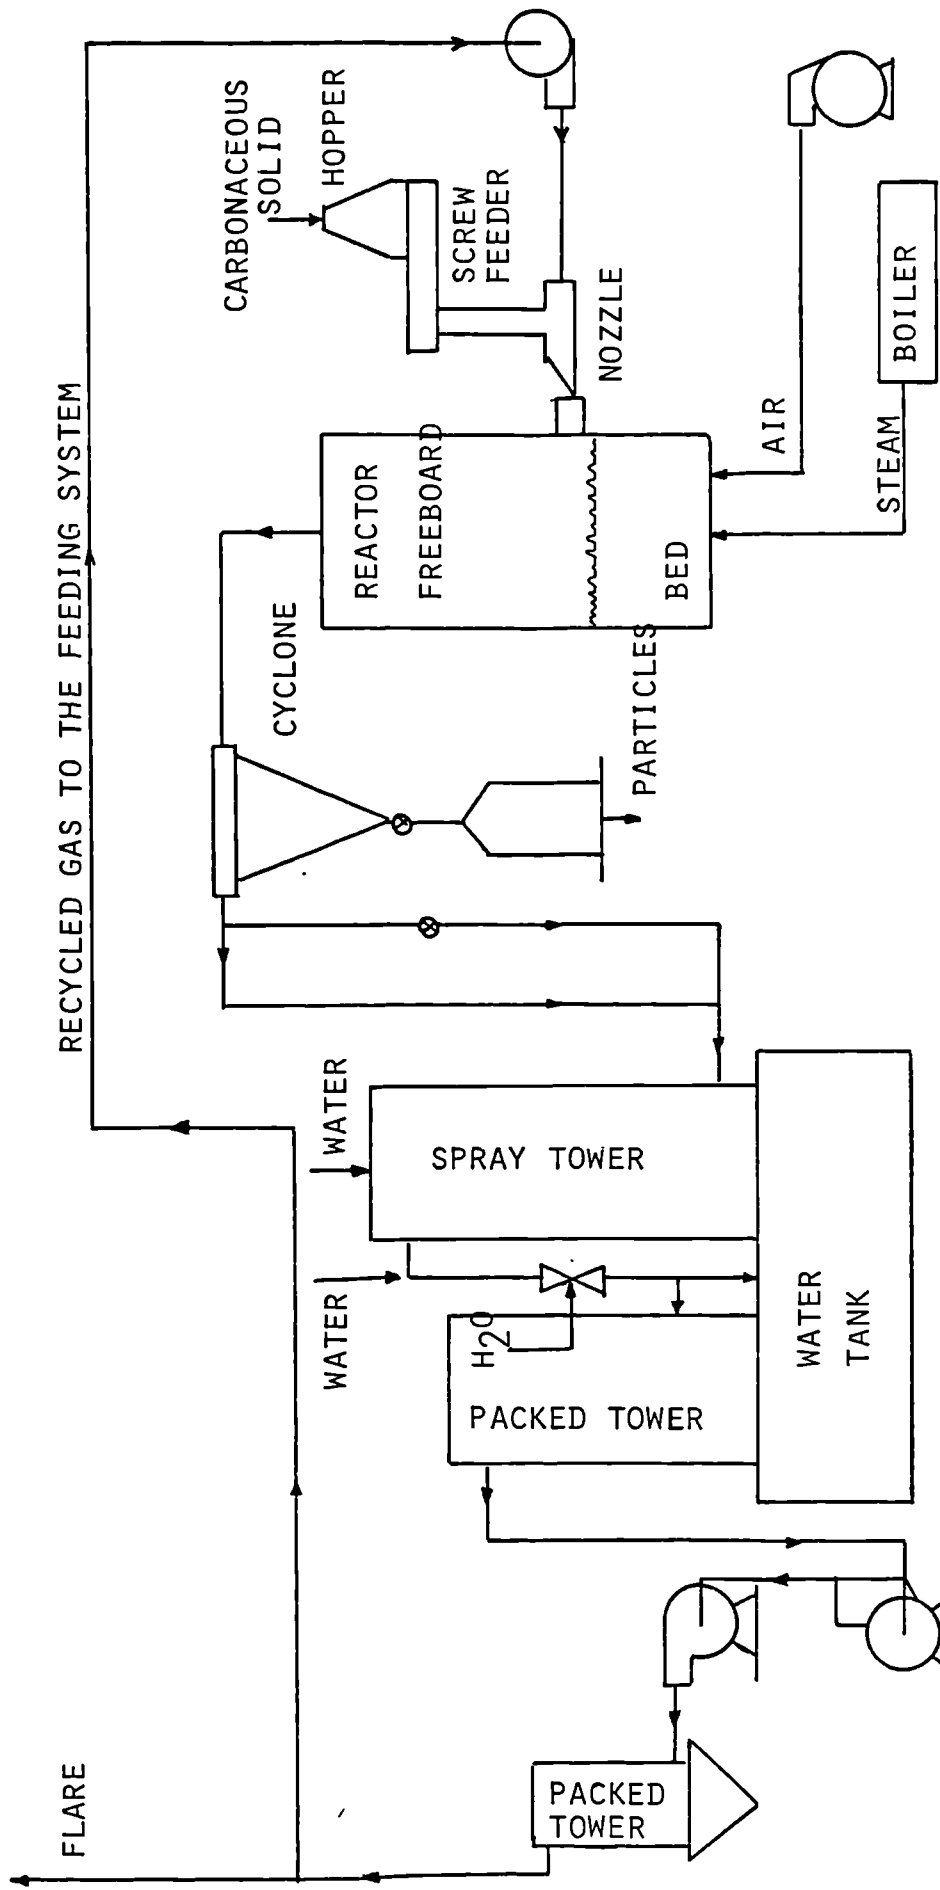 RECYCLED GAS TO THE FEEDING SYSTEM
FLARE
CARBONACEOUS
SOLID
HOPPER
SCREW
FEEDER
NOZZLE
REACTOR
FREEBOARD
BED
AIR
STEAM
BOILER
CYCLONE
PARTICLES
WATER
SPRAY TOWER
WATER
H2O
PACKED TOWER
WATER
TANK
PACKED
TOWER